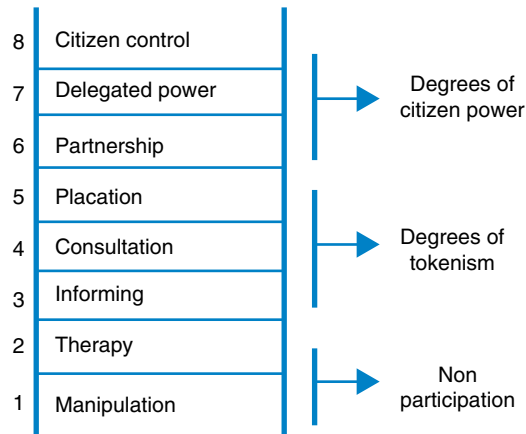 8 Citizen control
7 Delegated power
6 Partnership
5 Placation
4 Consultation
3 Informing
2 Therapy
1 Manipulation
Degrees of
citizen power
Degrees of
tokenism
Non
participation